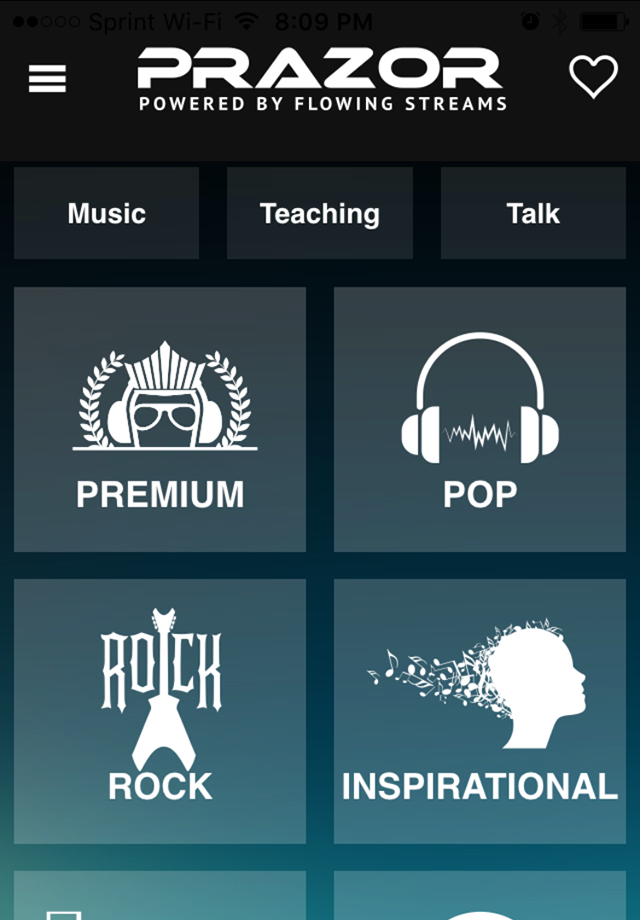 Sprint Wi-Fi 8:09 PM
PRAZOR
POWERED BY FLOWING STREAMS
Music Teaching Talk
PREMIUM POP
ROCK
ROCK INSPIRATIONAL